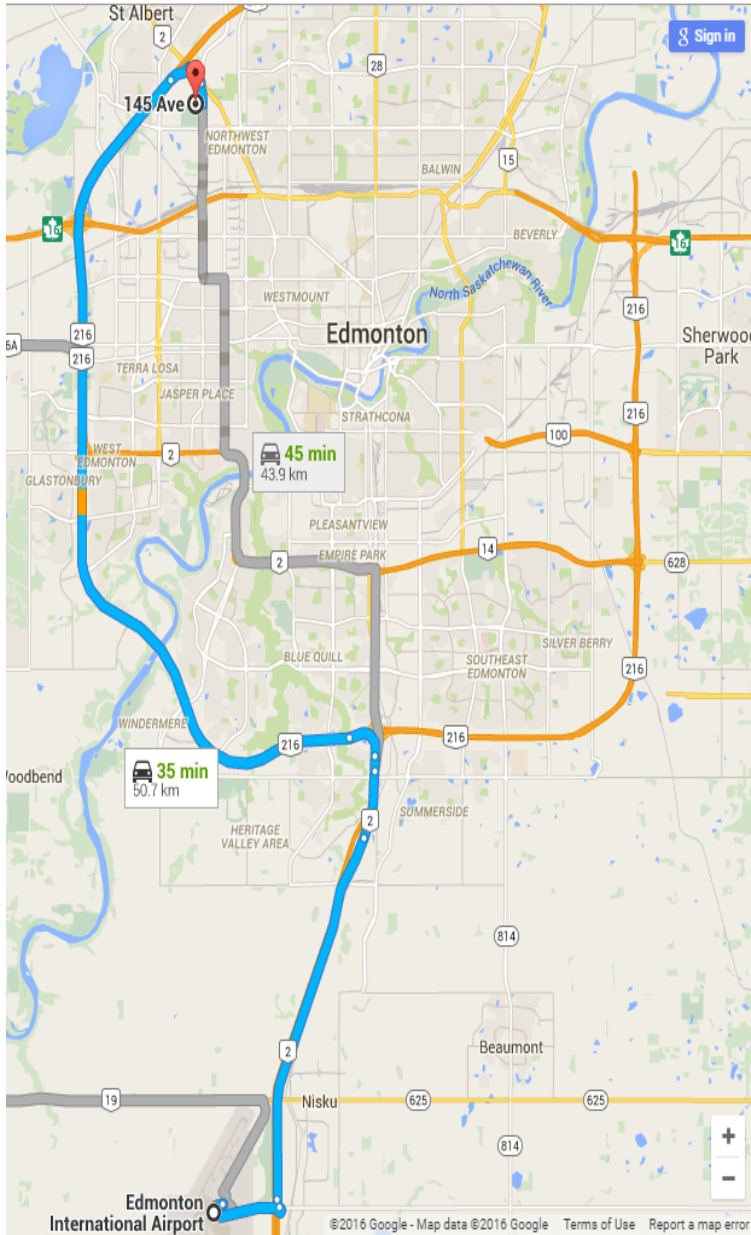 St Albert
g Sign in
2
28
145 Ave
NORTHWEST
EDMONTON
BALWIN
15
16
BEVERLY
16
North Saskatchewan River
WESTMOUNT
216
216
Edmonton
6A
216
Sherwood
Park
TERRA LOSA
JASPER PLACE
STRATHCONA
216
100
WEST
EDMONTON
2
45 min
43.9 km
GLASTONBURY
PLEASANTVIEW
EMPIRE PARK
14
2
628
SILVER BERRY
BLUE QUILL
SOUTHEAST
EDMONTON
216
WINDERMERE
216
216
35 min
50.7 km
Woodbend
SUMMERSIDE
2
HERITAGE
VALLEY AREA
814
2
Beaumont
19
Nisku
625
625
+
814
−
Edmonton
International Airport
©2016 Google - Map data ©2016 Google Terms of Use Report a map error